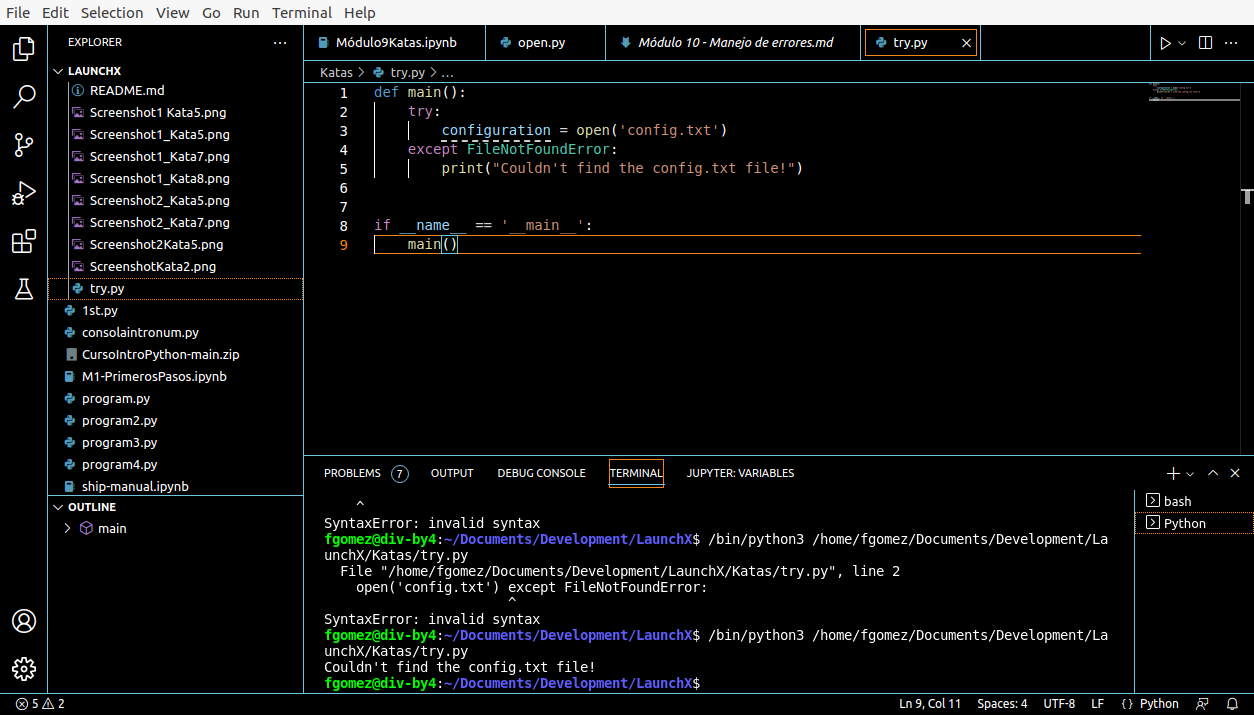 File Edit Selection View Go Run Terminal Help
EXPLORER
LAUNCHX
README.md
Screenshot1 Kata5.png
Screenshot1_Kata5.png
Screenshot1_Kata7.png
Screenshot1_Kata8.png
Screenshot2_Kata5.png
Screenshot2_Kata7.png
Screenshot2Kata5.png
ScreenshotKata2.png
try.py
1st.py
consolaintronum.py
CursoIntroPython-main.zip
M1-PrimerosPasos.ipynb
program.py
program2.py
program3.py
program4.py
ship-manual.ipynb
OUTLINE
main
Módulo9Katas.ipynb open.py Módulo 10 - Manejo de errores.md try.py
Katas > try.py > ...
1 def main():
2 try:
3 configuration = open('config.txt')
4 except FileNotFoundError:
5 print("Couldn't find the config.txt file!")
6
7
8 if __name__ == '__main__':
9 main()
PROBLEMS 7 OUTPUT DEBUG CONSOLE TERMINAL JUPYTER: VARIABLES
^
SyntaxError: invalid syntax
fgomez@div-by4:~/Documents/Development/LaunchX$ /bin/python3 /home/fgomez/Documents/Development/La
unchX/Katas/try.py
File "/home/fgomez/Documents/Development/LaunchX/Katas/try.py", line 2
open('config.txt') except FileNotFoundError:
^
SyntaxError: invalid syntax
fgomez@div-by4:~/Documents/Development/LaunchX$ /bin/python3 /home/fgomez/Documents/Development/La
unchX/Katas/try.py
Couldn't find the config.txt file!
fgomez@div-by4:~/Documents/Development/LaunchX$
bash
Python
5 2 Ln 9, Col 11 Spaces: 4 UTF-8 LF { } Python